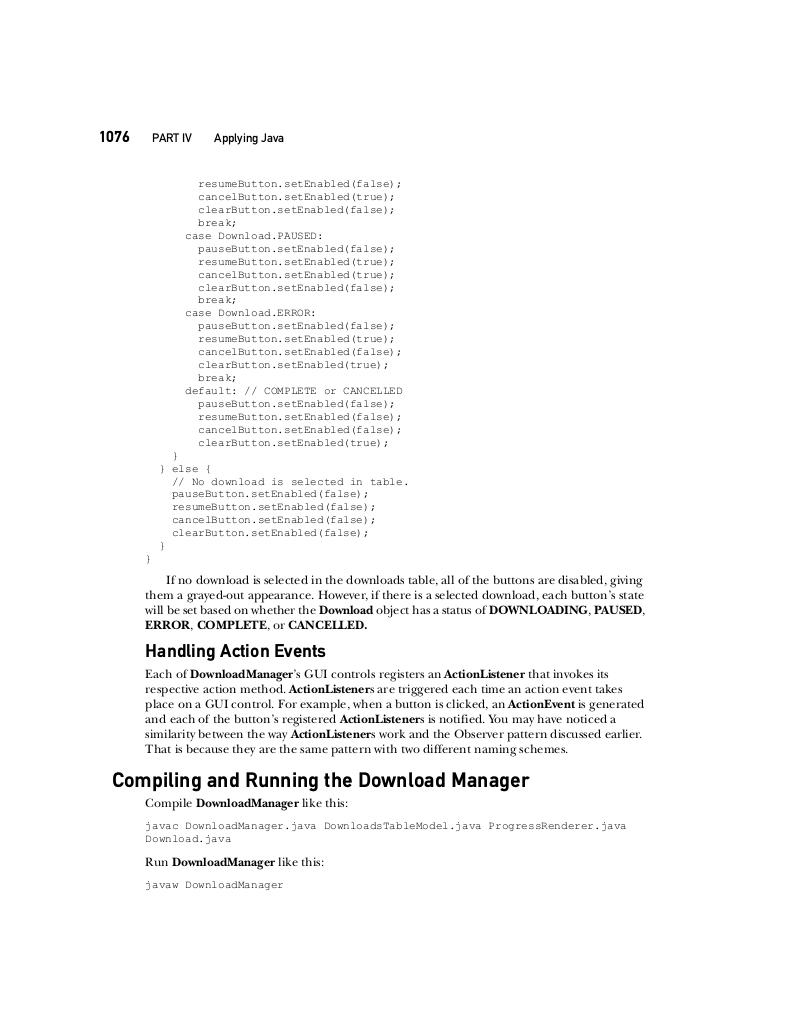 1076 PART IV Applying Java
resumeButton.setEnabled(false);
cancelButton.setEnabled(true);
clearButton.setEnabled(false);
break;
case Download.PAUSED:
pauseButton.setEnabled(false);
resumeButton.setEnabled(true);
cancelButton.setEnabled(true);
clearButton.setEnabled(false);
break;
case Download.ERROR:
pauseButton.setEnabled(false);
resumeButton.setEnabled(true);
cancelButton.setEnabled(false);
clearButton.setEnabled(true);
break;
default: // COMPLETE or CANCELLED
pauseButton.setEnabled(false);
resumeButton.setEnabled(false);
cancelButton.setEnabled(false);
clearButton.setEnabled(true);
}
} else {
// No download is selected in table.
pauseButton.setEnabled(false);
resumeButton.setEnabled(false);
cancelButton.setEnabled(false);
clearButton.setEnabled(false);
}
}
If no download is selected in the downloads table, all of the buttons are disabled, giving
them a grayed-out appearance. However, if there is a selected download, each button's state
will be set based on whether the Download object has a status of DOWNLOADING, PAUSED,
ERROR, COMPLETE, or CANCELLED.
Handling Action Events
Each of DownloadManager's GUI controls registers an ActionListener that invokes its
respective action method. ActionListeners are triggered each time an action event takes
place on a GUI control. For example, when a button is clicked, an ActionEvent is generated
and each of the button's registered ActionListeners is notified. You may have noticed a
similarity between the way ActionListeners work and the Observer pattern discussed earlier.
That is because they are the same pattern with two different naming schemes.
Compiling and Running the Download Manager
Compile DownloadManager like this:
javac DownloadManager.java DownloadsTableModel.java ProgressRenderer.java
Download.java
Run DownloadManager like this:
javaw DownloadManager